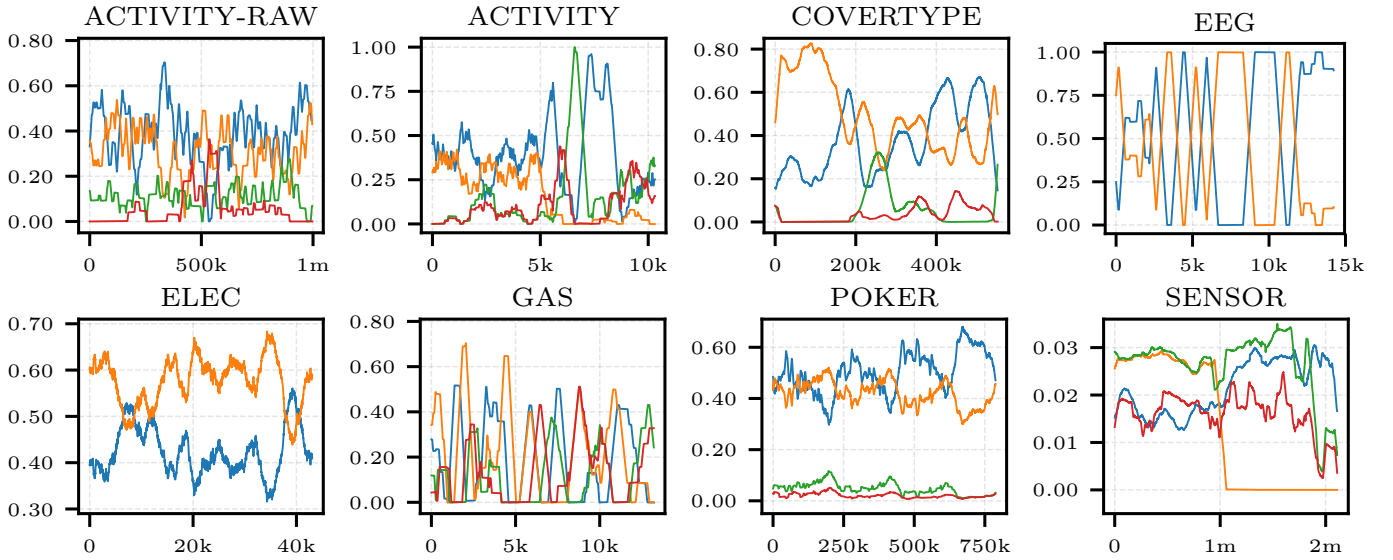 ACTIVITY-RAW
0.80
0.60
0.40
0.20
0.00
0
500k
1m
ACTIVITY
1.00
0.75
0.50
0.25
0.00
0
5k
10k
COVERTYPE
0.80
0.60
0.40
0.20
0.00
0
200k
400k
EEG
1.00
0.75
0.50
0.25
0.00
0
5k
10k
15k
ELEC
0.70
0.60
0.50
0.40
0.30
0
20k
40k
GAS
0.80
0.60
0.40
0.20
0.00
0
5k
10k
POKER
0.60
0.40
0.20
0.00
0
250k
500k
750k
SENSOR
0.03
0.02
0.01
0.00
0
1m
2m